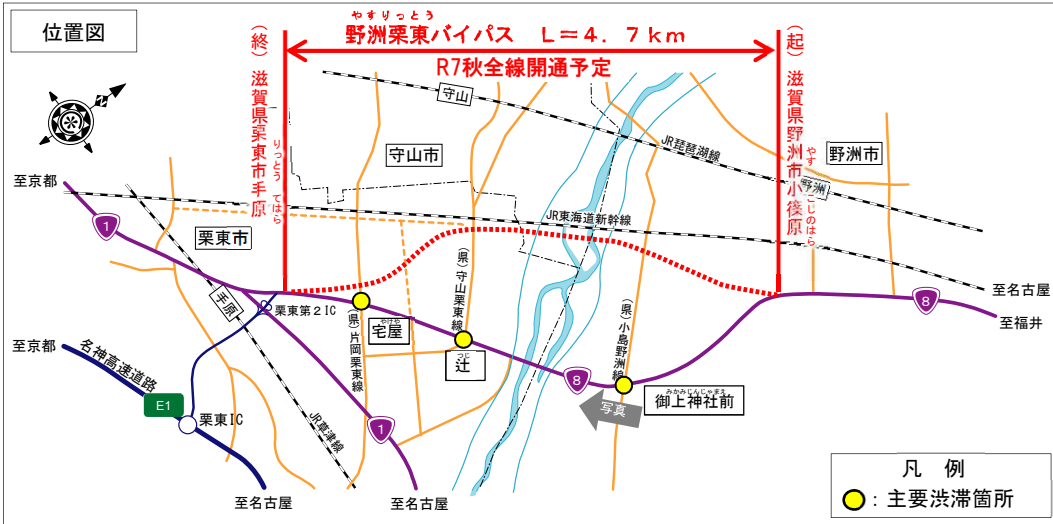 位置図
やすりっとう
野洲栗東バイパス L=4.7km
R7秋全線開通予定
(終)滋賀県栗東市手原
りっとう てはら
(起)滋賀県野洲市小篠原
やす こじのはら
守山
JR琵琶湖線
守山市
野洲市
野洲
至京都
1
栗東市
JR東海道新幹線
手原
栗東第2IC
(県)守山栗東線
(県)片岡栗東線
(県)小島野洲線
やけや
宅屋
つじ
辻
8
至名古屋
至福井
至京都
名神高速道路
E1
栗東IC
JR草津線
1
8
みかみじんじゃまえ
御上神社前
写真
至名古屋
至名古屋
凡 例
:主要渋滞箇所